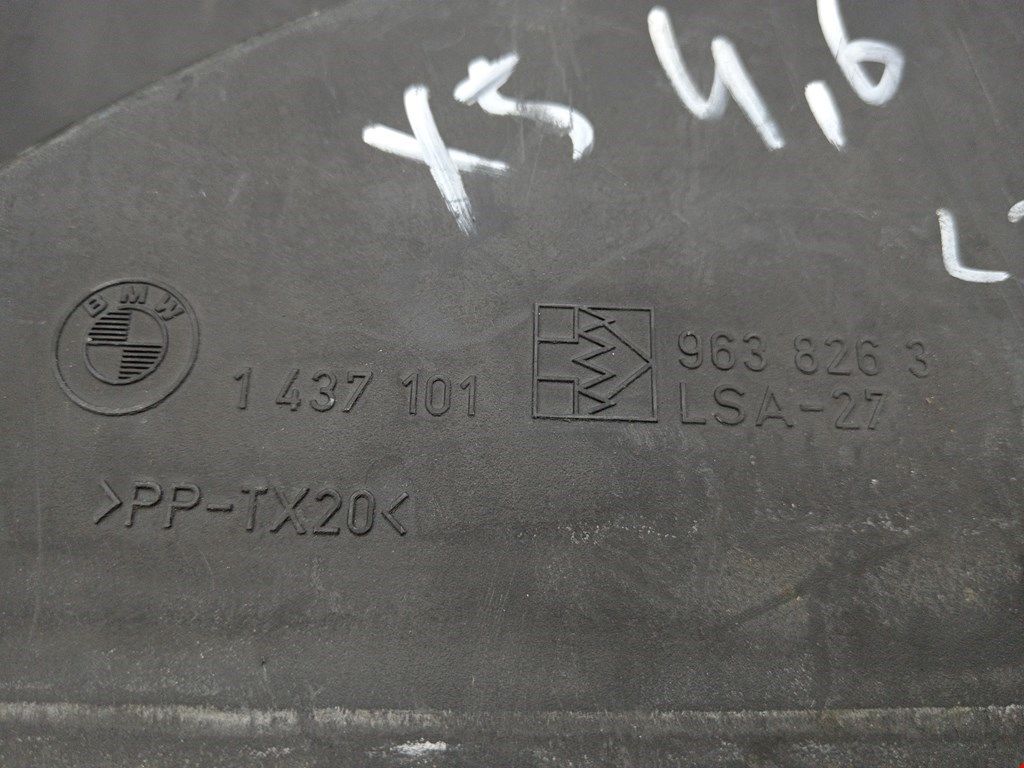 X5 4,6
BMW
1 437 101
963 826 3
LSA-27
>PP-TX20<